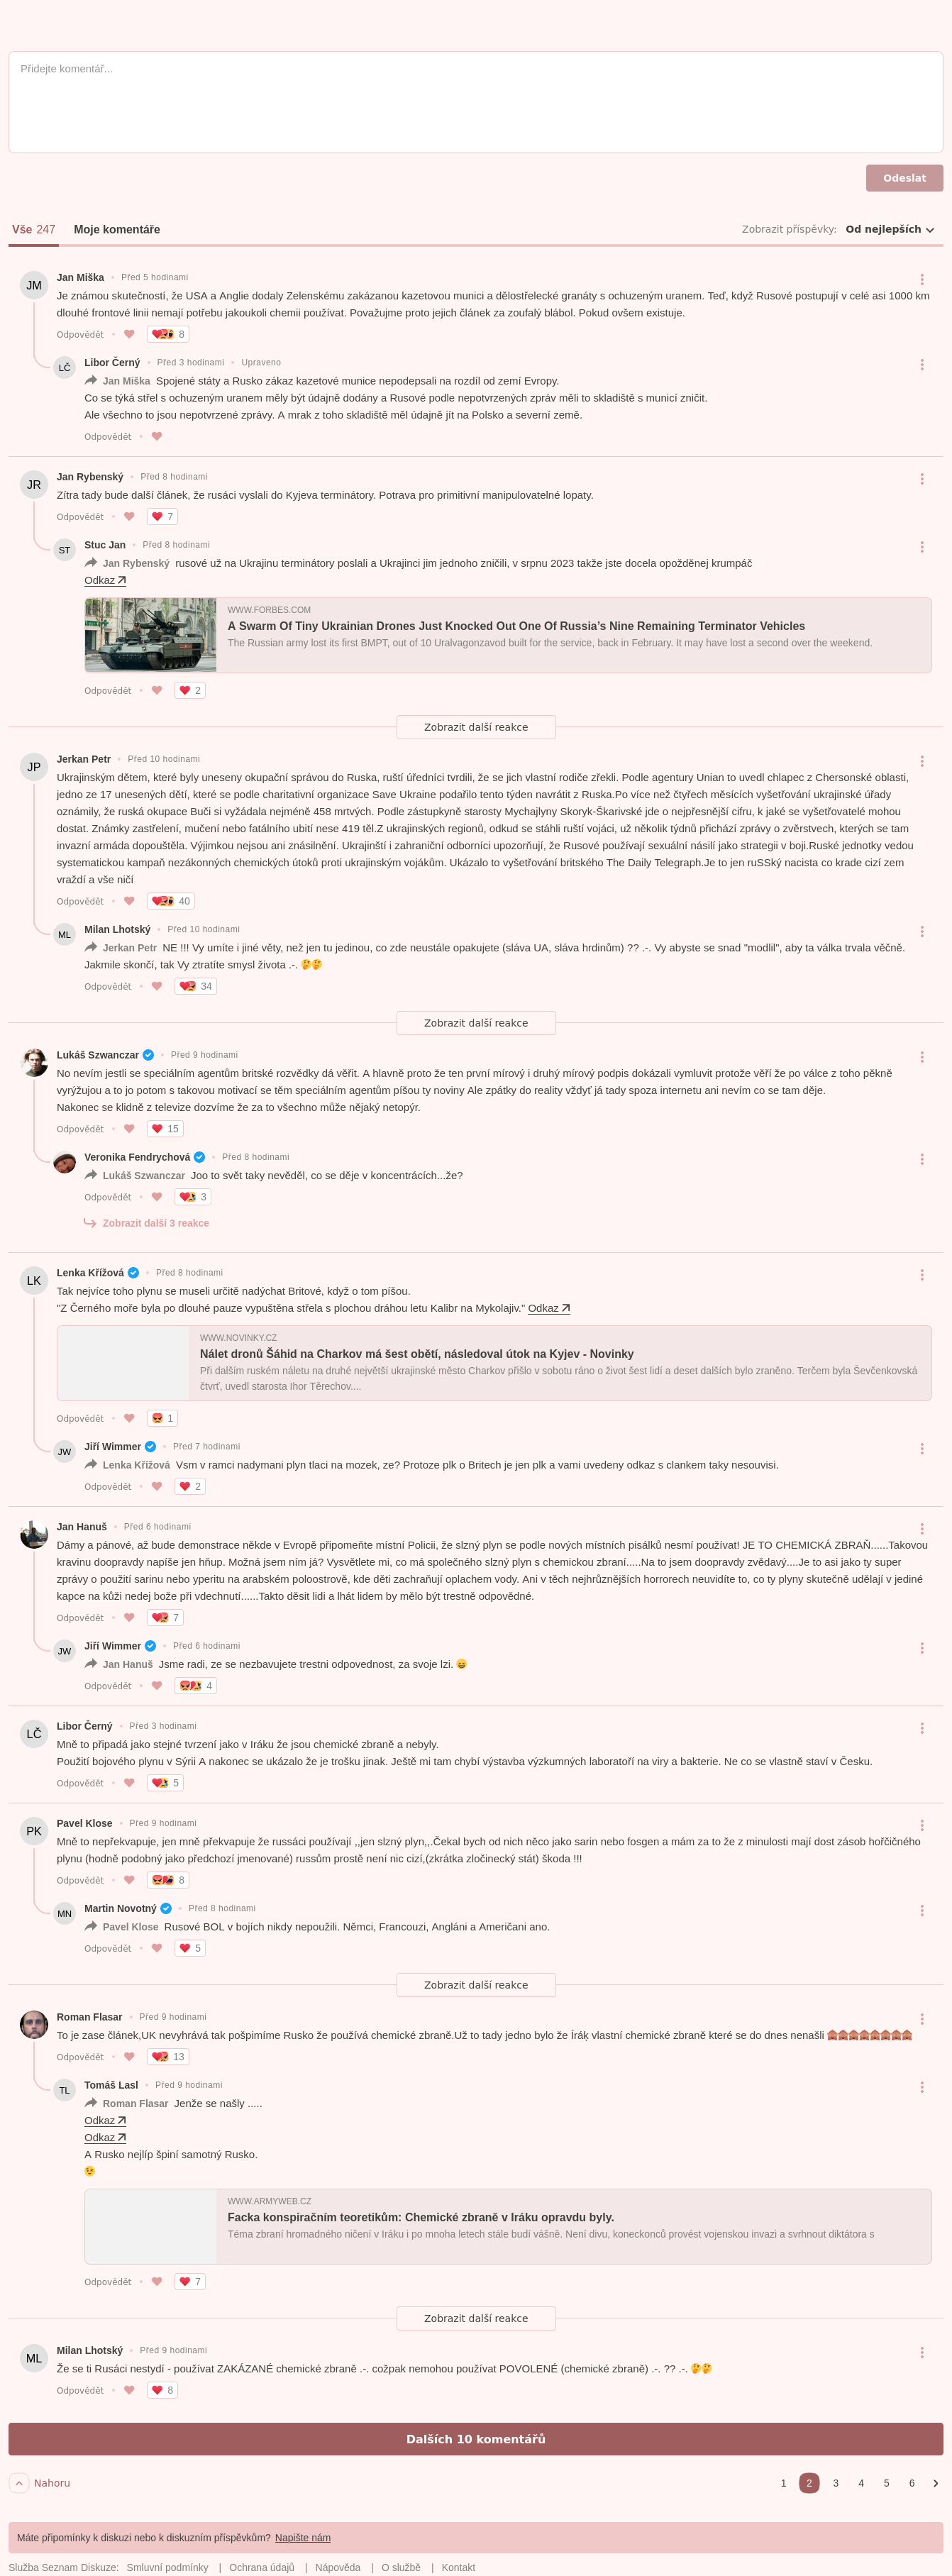 Přidejte komentář...
Odeslat
Vše 247 Moje komentáře Zobrazit příspěvky: Od nejlepších
JM Jan Miška Před 5 hodinami
Je známou skutečností, že USA a Anglie dodaly Zelenskému zakázanou kazetovou munici a dělostřelecké granáty s ochuzeným uranem. Teď, když Rusové postupují v celé asi 1000 km
dlouhé frontové linii nemají potřebu jakoukoli chemii používat. Považujme proto jejich článek za zoufalý blábol. Pokud ovšem existuje.
Odpovědět 8
LČ Libor Černý Před 3 hodinami Upraveno
Jan Miška Spojené státy a Rusko zákaz kazetové munice nepodepsali na rozdíl od zemí Evropy.
Co se týká střel s ochuzeným uranem měly být údajně dodány a Rusové podle nepotvrzených zpráv měli to skladiště s municí zničit.
Ale všechno to jsou nepotvrzené zprávy. A mrak z toho skladiště měl údajně jít na Polsko a severní země.
Odpovědět
JR Jan Rybenský Před 8 hodinami
Zítra tady bude další článek, že rusáci vyslali do Kyjeva terminátory. Potrava pro primitivní manipulovatelné lopaty.
Odpovědět 7
ST Stuc Jan Před 8 hodinami
Jan Rybenský rusové už na Ukrajinu terminátory poslali a Ukrajinci jim jednoho zničili, v srpnu 2023 takže jste docela opožděnej krumpáč
Odkaz
WWW.FORBES.COM
A Swarm Of Tiny Ukrainian Drones Just Knocked Out One Of Russia’s Nine Remaining Terminator Vehicles
The Russian army lost its first BMPT, out of 10 Uralvagonzavod built for the service, back in February. It may have lost a second over the weekend.
Odpovědět 2
Zobrazit další reakce
JP Jerkan Petr Před 10 hodinami
Ukrajinským dětem, které byly uneseny okupační správou do Ruska, ruští úředníci tvrdili, že se jich vlastní rodiče zřekli. Podle agentury Unian to uvedl chlapec z Chersonské oblasti,
jedno ze 17 unesených dětí, které se podle charitativní organizace Save Ukraine podařilo tento týden navrátit z Ruska.Po více než čtyřech měsících vyšetřování ukrajinské úřady
oznámily, že ruská okupace Buči si vyžádala nejméně 458 mrtvých. Podle zástupkyně starosty Mychajlyny Skoryk-Škarivské jde o nejpřesnější cifru, k jaké se vyšetřovatelé mohou
dostat. Známky zastřelení, mučení nebo fatálního ubití nese 419 těl.Z ukrajinských regionů, odkud se stáhli ruští vojáci, už několik týdnů přichází zprávy o zvěrstvech, kterých se tam
invazní armáda dopouštěla. Výjimkou nejsou ani znásilnění. Ukrajinští i zahraniční odborníci upozorňují, že Rusové používají sexuální násilí jako strategii v boji.Ruské jednotky vedou
systematickou kampaň nezákonných chemických útoků proti ukrajinským vojákům. Ukázalo to vyšetřování britského The Daily Telegraph.Je to jen ruSSký nacista co krade cizí zem
vraždí a vše ničí
Odpovědět 40
ML Milan Lhotský Před 10 hodinami
Jerkan Petr NE !!! Vy umíte i jiné věty, než jen tu jedinou, co zde neustále opakujete (sláva UA, sláva hrdinům) ?? .-. Vy abyste se snad "modlil", aby ta válka trvala věčně.
Jakmile skončí, tak Vy ztratíte smysl života .-. 🤔🤔
Odpovědět 34
Zobrazit další reakce
Lukáš Szwanczar Před 9 hodinami
No nevím jestli se speciálním agentům britské rozvědky dá věřit. A hlavně proto že ten první mírový i druhý mírový podpis dokázali vymluvit protože věří že po válce z toho pěkně
vyrýžujou a to jo potom s takovou motivací se těm speciálním agentům píšou ty noviny Ale zpátky do reality vždyť já tady spoza internetu ani nevím co se tam děje.
Nakonec se klidně z televize dozvíme že za to všechno může nějaký netopýr.
Odpovědět 15
Veronika Fendrychová Před 8 hodinami
Lukáš Szwanczar Joo to svět taky nevěděl, co se děje v koncentrácích...že?
Odpovědět 3
Zobrazit další 3 reakce
LK Lenka Křížová Před 8 hodinami
Tak nejvíce toho plynu se museli určitě nadýchat Britové, když o tom píšou.
"Z Černého moře byla po dlouhé pauze vypuštěna střela s plochou dráhou letu Kalibr na Mykolajiv." Odkaz
WWW.NOVINKY.CZ
Nálet dronů Šáhid na Charkov má šest obětí, následoval útok na Kyjev - Novinky
Při dalším ruském náletu na druhé největší ukrajinské město Charkov přišlo v sobotu ráno o život šest lidí a deset dalších bylo zraněno. Terčem byla Ševčenkovská
čtvrť, uvedl starosta Ihor Těrechov....
Odpovědět 1
JW Jiří Wimmer Před 7 hodinami
Lenka Křížová Vsm v ramci nadymani plyn tlaci na mozek, ze? Protoze plk o Britech je jen plk a vami uvedeny odkaz s clankem taky nesouvisi.
Odpovědět 2
Jan Hanuš Před 6 hodinami
Dámy a pánové, až bude demonstrace někde v Evropě připomeňte místní Policii, že slzný plyn se podle nových místních pisálků nesmí používat! JE TO CHEMICKÁ ZBRAŇ......Takovou
kravinu doopravdy napíše jen hňup. Možná jsem ním já? Vysvětlete mi, co má společného slzný plyn s chemickou zbraní.....Na to jsem doopravdy zvědavý....Je to asi jako ty super
zprávy o použití sarinu nebo yperitu na arabském poloostrově, kde děti zachraňují oplachem vody. Ani v těch nejhrůznějších horrorech neuvidíte to, co ty plyny skutečně udělají v jediné
kapce na kůži nedej bože při vdechnutí......Takto děsit lidi a lhát lidem by mělo být trestně odpovědné.
Odpovědět 7
JW Jiří Wimmer Před 6 hodinami
Jan Hanuš Jsme radi, ze se nezbavujete trestni odpovednost, za svoje lzi. 😄
Odpovědět 4
LČ Libor Černý Před 3 hodinami
Mně to připadá jako stejné tvrzení jako v Iráku že jsou chemické zbraně a nebyly.
Použití bojového plynu v Sýrii A nakonec se ukázalo že je trošku jinak. Ještě mi tam chybí výstavba výzkumných laboratoří na viry a bakterie. Ne co se vlastně staví v Česku.
Odpovědět 5
PK Pavel Klose Před 9 hodinami
Mně to nepřekvapuje, jen mně překvapuje že russáci používají ,,jen slzný plyn,,.Čekal bych od nich něco jako sarin nebo fosgen a mám za to že z minulosti mají dost zásob hořčičného
plynu (hodně podobný jako předchozí jmenované) russům prostě není nic cizí,(zkrátka zločinecký stát) škoda !!!
Odpovědět 8
MN Martin Novotný Před 8 hodinami
Pavel Klose Rusové BOL v bojích nikdy nepoužili. Němci, Francouzi, Angláni a Američani ano.
Odpovědět 5
Zobrazit další reakce
Roman Flasar Před 9 hodinami
To je zase článek,UK nevyhrává tak pošpimíme Rusko že používá chemické zbraně.Už to tady jedno bylo že Írák vlastní chemické zbraně které se do dnes nenašli 🙈🙈🙈🙈🙈🙈🙈🙈
Odpovědět 13
TL Tomáš Lasl Před 9 hodinami
Roman Flasar Jenže se našly .....
Odkaz
Odkaz
A Rusko nejlíp špiní samotný Rusko.
😉
WWW.ARMYWEB.CZ
Facka konspiračním teoretikům: Chemické zbraně v Iráku opravdu byly.
Téma zbraní hromadného ničení v Iráku i po mnoha letech stále budí vášně. Není divu, koneckonců provést vojenskou invazi a svrhnout diktátora s
Odpovědět 7
Zobrazit další reakce
ML Milan Lhotský Před 9 hodinami
Že se ti Rusáci nestydí - používat ZAKÁZANÉ chemické zbraně .-. cožpak nemohou používat POVOLENÉ (chemické zbraně) .-. ?? .-. 🤔🤔
Odpovědět 8
Dalších 10 komentářů
Nahoru 1 2 3 4 5 6
Máte připomínky k diskuzi nebo k diskuzním příspěvkům? Napište nám
Služba Seznam Diskuze: Smluvní podmínky | Ochrana údajů | Nápověda | O službě | Kontakt